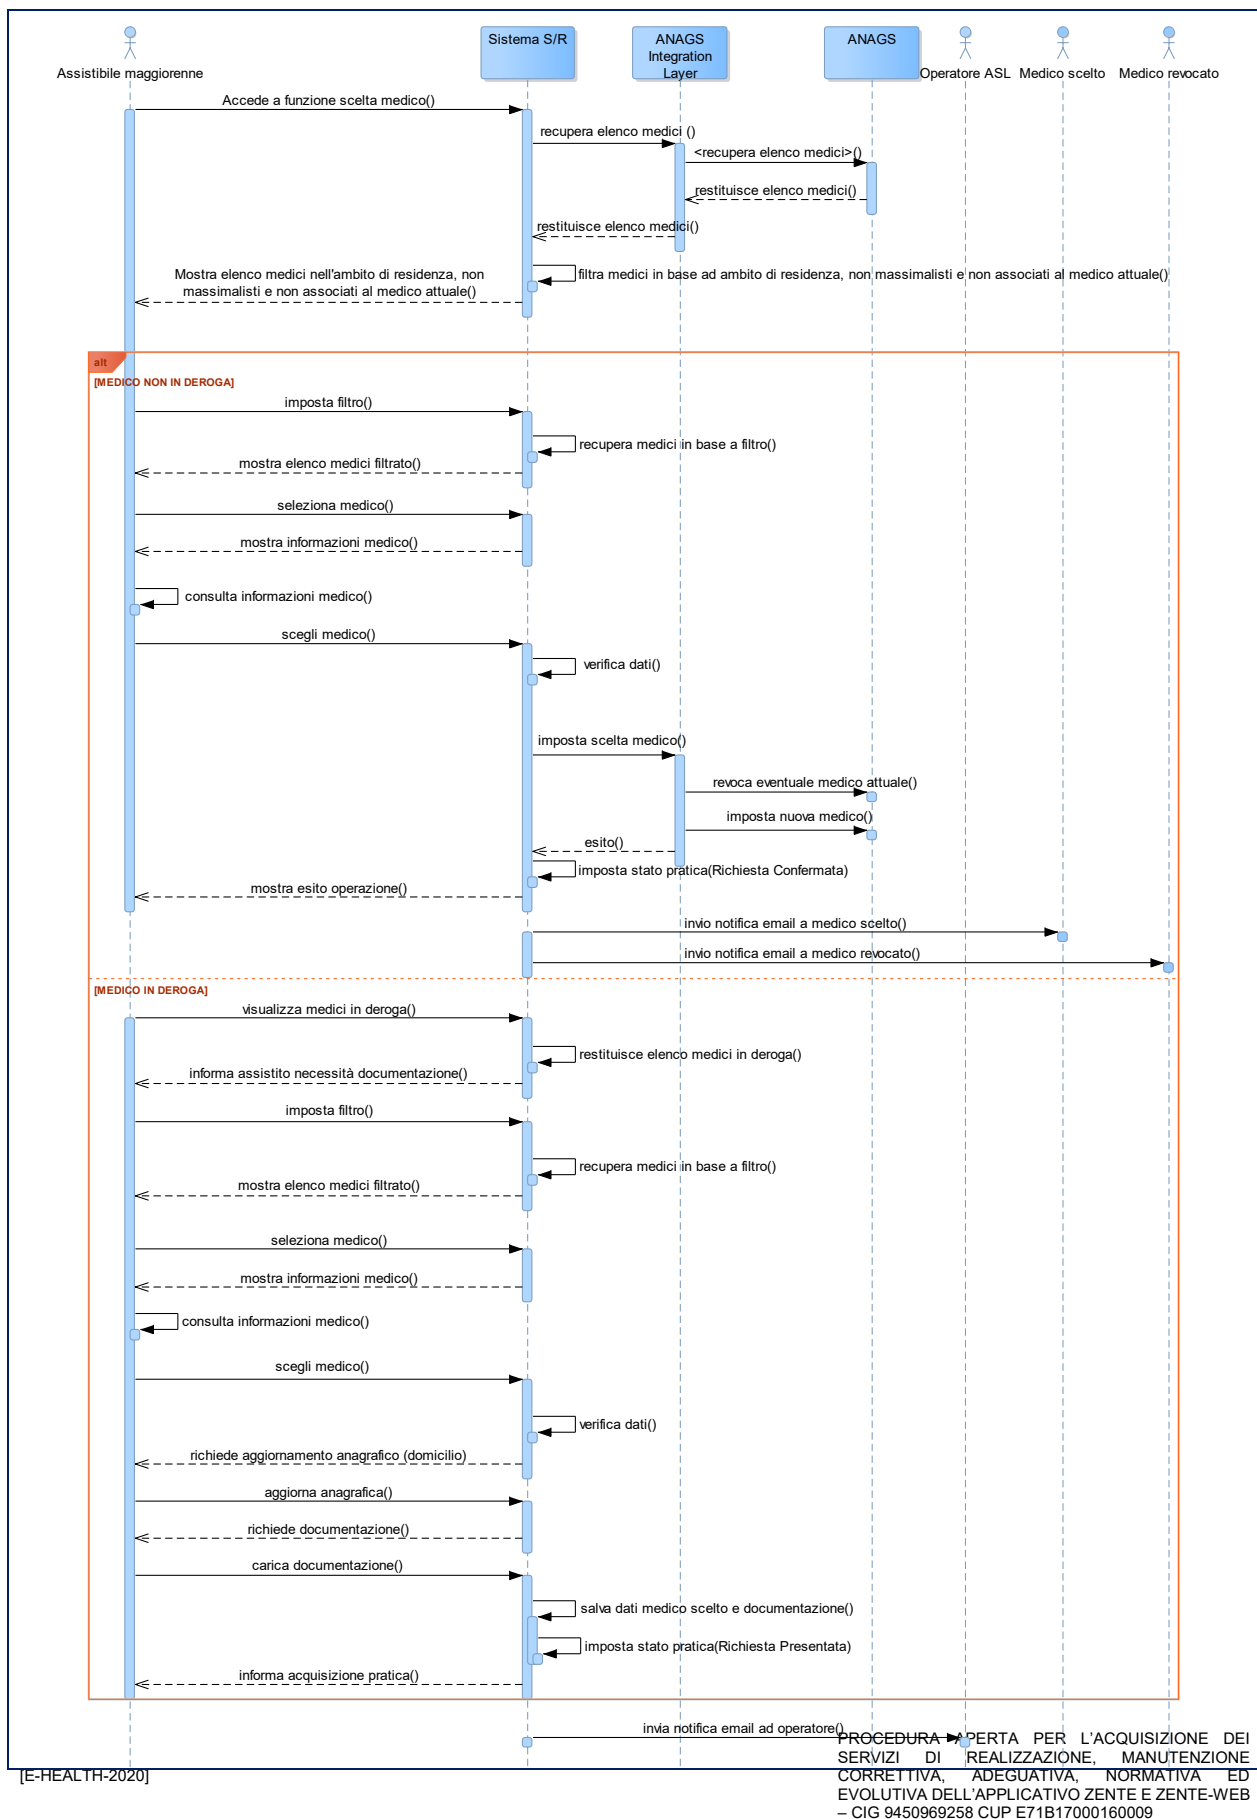 Assistibile maggiorenne
Sistema S/R
ANAGS
Integration
Layer
ANAGS
Operatore ASL
Medico scelto
Medico revocato
Accede a funzione scelta medico()
recupera elenco medici ()
<recupera elenco medici>()
restituisce elenco medici()
restituisce elenco medici()
filtra medici in base ad ambito di residenza, non massimalisti e non associati al medico attuale()
Mostra elenco medici nell'ambito di residenza, non
massimalisti e non associati al medico attuale()
alt
[MEDICO NON IN DEROGA]
imposta filtro()
recupera medici in base a filtro()
mostra elenco medici filtrato()
seleziona medico()
mostra informazioni medico()
consulta informazioni medico()
scegli medico()
verifica dati()
imposta scelta medico()
revoca eventuale medico attuale()
imposta nuova medico()
esito()
imposta stato pratica(Richiesta Confermata)
mostra esito operazione()
invio notifica email a medico scelto()
invio notifica email a medico revocato()
[MEDICO IN DEROGA]
visualizza medici in deroga()
restituisce elenco medici in deroga()
informa assistito necessità documentazione()
imposta filtro()
recupera medici in base a filtro()
mostra elenco medici filtrato()
seleziona medico()
mostra informazioni medico()
consulta informazioni medico()
scegli medico()
verifica dati()
richiede aggiornamento anagrafico (domicilio)
aggiorna anagrafica()
richiede documentazione()
carica documentazione()
salva dati medico scelto e documentazione()
imposta stato pratica(Richiesta Presentata)
informa acquisizione pratica()
invia notifica email ad operatore()
[E-HEALTH-2020]
PROCEDURA APERTA PER L'ACQUISIZIONE DEI
SERVIZI DI REALIZZAZIONE, MANUTENZIONE
CORRETTIVA, ADEGUATIVA, NORMATIVA ED
EVOLUTIVA DELL'APPLICATIVO ZENTE E ZENTE-WEB
– CIG 9450969258 CUP E71B17000160009